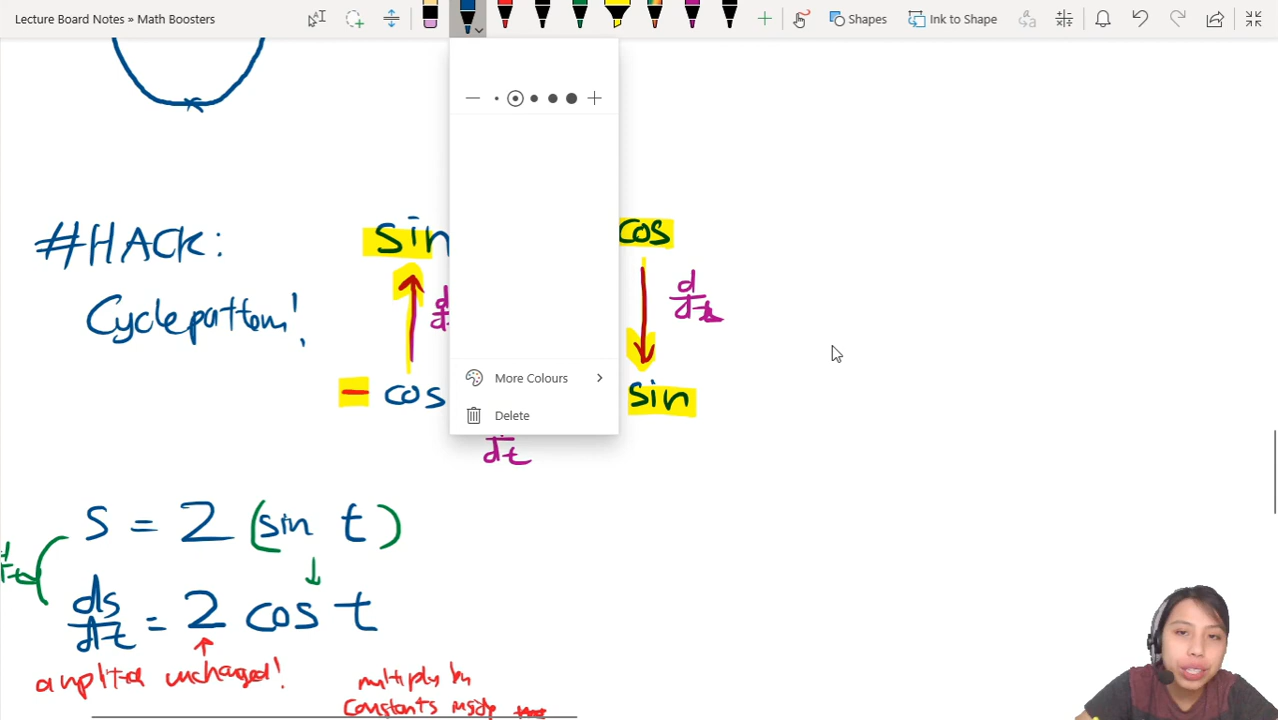 Lecture Board Notes » Math Boosters
Shapes
Ink to Shape
More Colours
Delete
#HACK:
Cycle pattern!
sin
cos
d
d
dt
− cos
sin
dt
s = 2 (sin t)
ds
dt = 2 cos t
unchanged!
multiply by
constants inside